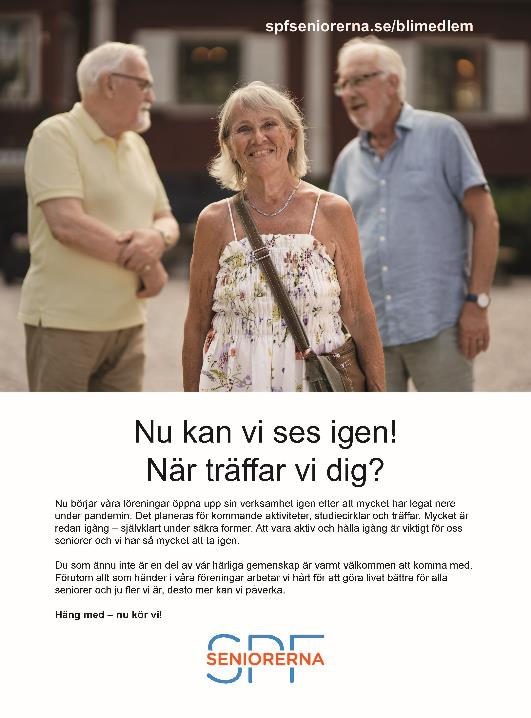 spfseniorerna.se/blimedlem
Nu kan vi ses igen!
När träffar vi dig?
Nu börjar våra föreningar öppna upp sin verksamhet igen efter att mycket har legat nere
under pandemin. Det planeras för kommande aktiviteter, studiecirklar och träffar. Mycket är
redan igång – självklart under säkra former. Att vara aktiv och hålla igång är viktigt för oss
seniorer och vi har så mycket att ta igen.
Du som ännu inte är en del av vår härliga gemenskap är varmt välkommen att komma med.
Förutom allt som händer i våra föreningar arbetar vi hårt för att göra livet bättre för alla
seniorer och ju fler vi är, desto mer kan vi påverka.
Häng med – nu kör vi!
SPF
SENIORERNA